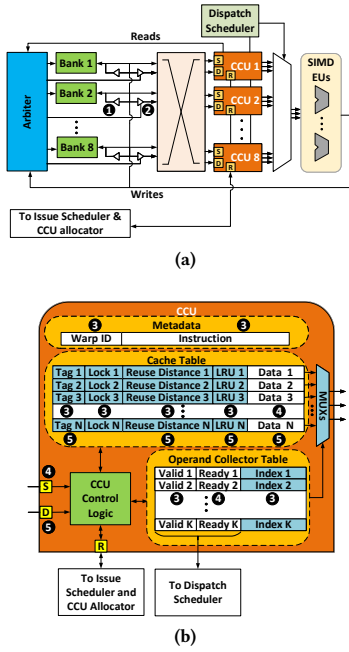 Dispatch
Scheduler
Reads
Bank 1
Bank 2
Bank 8
Arbiter
1
2
S
D
R
CCU 1
S
D
R
CCU 2
S
D
R
CCU 8
SIMD
EUs
Writes
To Issue Scheduler &
CCU allocator
(a)
CCU
3 Metadata 3
Warp ID Instruction
Cache Table
Tag 1 Lock 1 Reuse Distance 1 LRU 1 Data 1
Tag 2 Lock 2 Reuse Distance 2 LRU 2 Data 2
Tag 3 Lock 3 Reuse Distance 3 LRU 3 Data 3
3 3 3 3 4
Tag N Lock N Reuse Distance N LRU N Data N
5 5 5 5 5
MUXs
Operand Collector Table
Valid 1 Ready 1 Index 1
Valid 2 Ready 2 Index 2
3 4 3
Valid K Ready K Index K
4
S
D
5
CCU
Control
Logic
R
To Issue
Scheduler and
CCU Allocator
To Dispatch
Scheduler
(b)